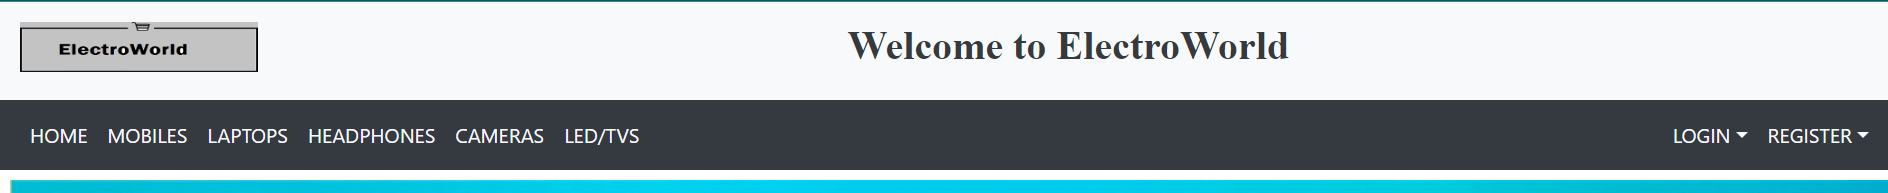 ElectroWorld
Welcome to ElectroWorld
HOME MOBILES LAPTOPS HEADPHONES CAMERAS LED/TVS LOGIN REGISTER